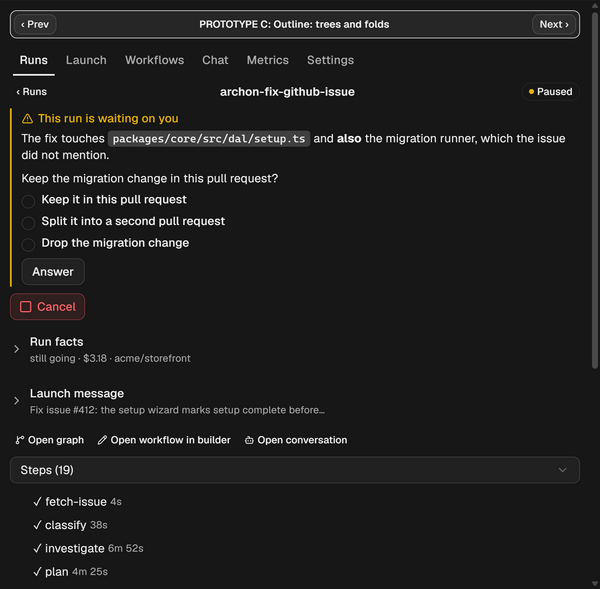 ‹ Prev
PROTOTYPE C: Outline: trees and folds
Next ›
Runs Launch Workflows Chat Metrics Settings
‹ Runs
archon-fix-github-issue
Paused
This run is waiting on you
The fix touches packages/core/src/dal/setup.ts and also the migration runner, which the issue
did not mention.
Keep the migration change in this pull request?
Keep it in this pull request
Split it into a second pull request
Drop the migration change
Answer
Cancel
Run facts
still going · $3.18 · acme/storefront
Launch message
Fix issue #412: the setup wizard marks setup complete before…
Open graph Open workflow in builder Open conversation
Steps (19)
✓ fetch-issue 4s
✓ classify 38s
✓ investigate 6m 52s
✓ plan 4m 25s